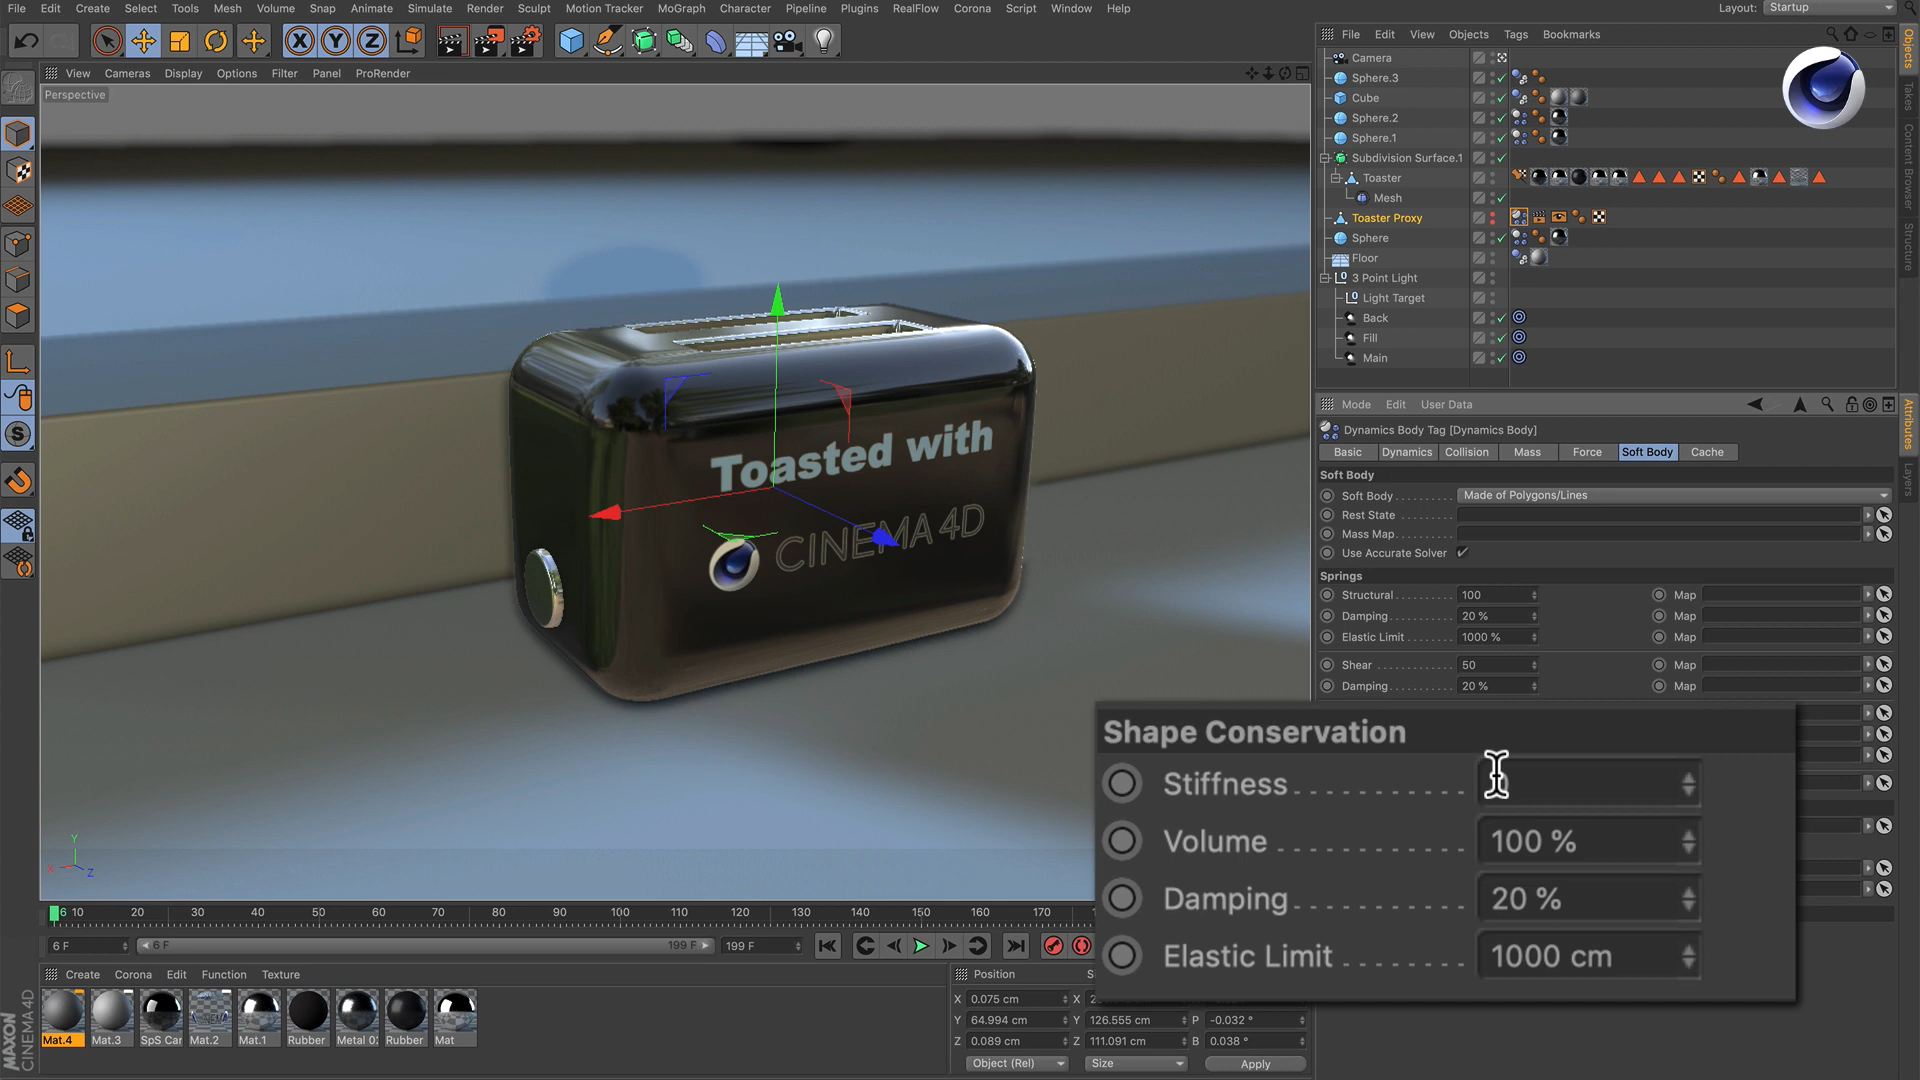 File Edit Create Select Tools Mesh Volume Snap Animate Simulate Render Sculpt Motion Tracker MoGraph Character Pipeline Plugins RealFlow Corona Script Window Help
Layout: Startup
View Cameras Display Options Filter Panel ProRender
Perspective
File Edit View Objects Tags Bookmarks
Camera
Sphere.3
Cube
Sphere.2
Sphere.1
Subdivision Surface.1
Toaster
Mesh
Toaster Proxy
Sphere
Floor
3 Point Light
Light Target
Back
Fill
Main
Objects
Takes
Content Browser
Structure
Attributes
Layers
Mode Edit User Data
Dynamics Body Tag [Dynamics Body]
Basic Dynamics Collision Mass Force Soft Body Cache
Soft Body
Soft Body Made of Polygons/Lines
Rest State
Mass Map
Use Accurate Solver
Springs
Structural 100 Map
Damping 20 % Map
Elastic Limit 1000 % Map
Shear 50 Map
Damping 20 % Map
Shape Conservation
Stiffness
Volume 100 %
Damping 20 %
Elastic Limit 1000 cm
Toasted with
CINEMA 4D
Y
X
Z
6 10 20 30 40 50 60 70 80 90 100 110 120 130 140 150 160 170
6 F 6 F 199 F 199 F
Create Corona Edit Function Texture
Mat.4 Mat.3 SpS Car Mat.2 Mat.1 Rubber Metal 02 Rubber Mat
MAXON
CINEMA 4D
Position
X 0.075 cm X
Y 64.994 cm Y 126.555 cm P -0.032 °
Z 0.089 cm Z 111.091 cm B 0.038 °
Object (Rel) Size Apply